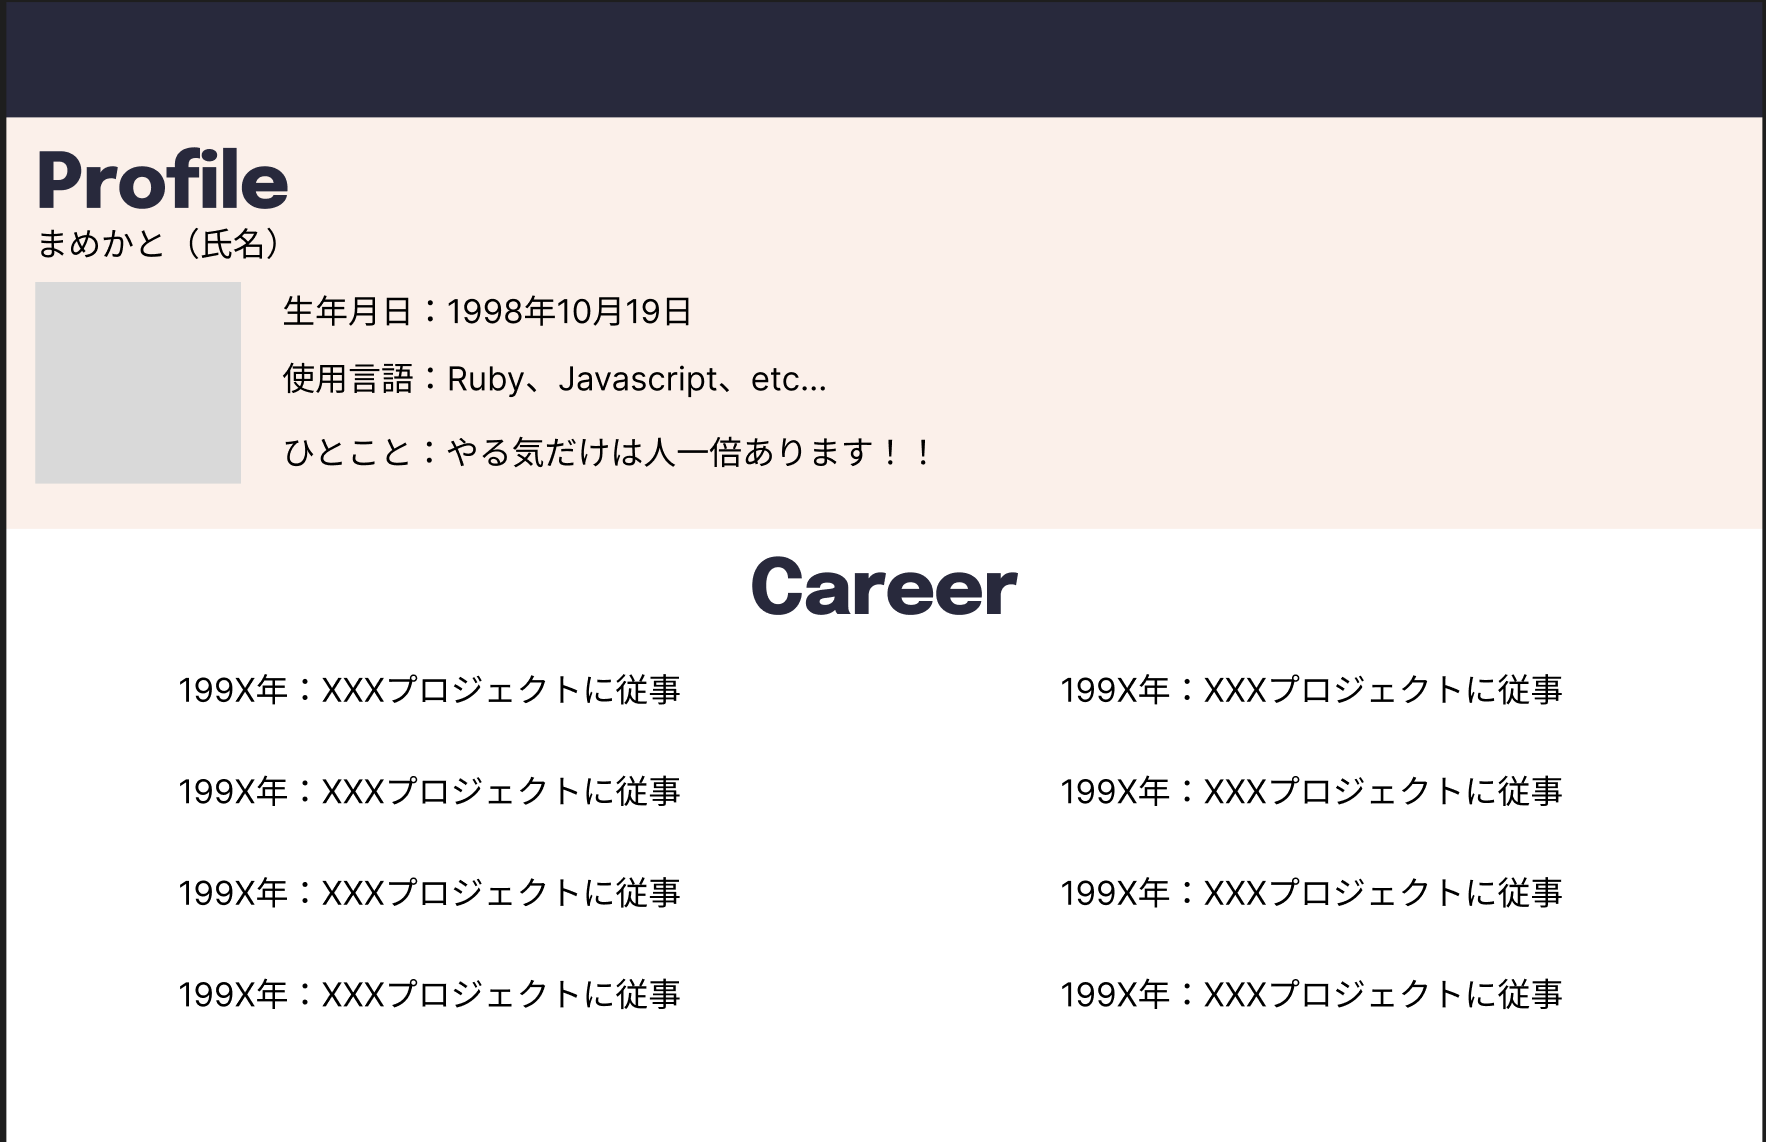 Profile
まめかと（氏名）
生年月日：1998年10月19日
使用言語：Ruby、Javascript、etc...
ひとこと：やる気だけは人一倍あります！！
Career
199X年：XXXプロジェクトに従事
199X年：XXXプロジェクトに従事
199X年：XXXプロジェクトに従事
199X年：XXXプロジェクトに従事
199X年：XXXプロジェクトに従事
199X年：XXXプロジェクトに従事
199X年：XXXプロジェクトに従事
199X年：XXXプロジェクトに従事